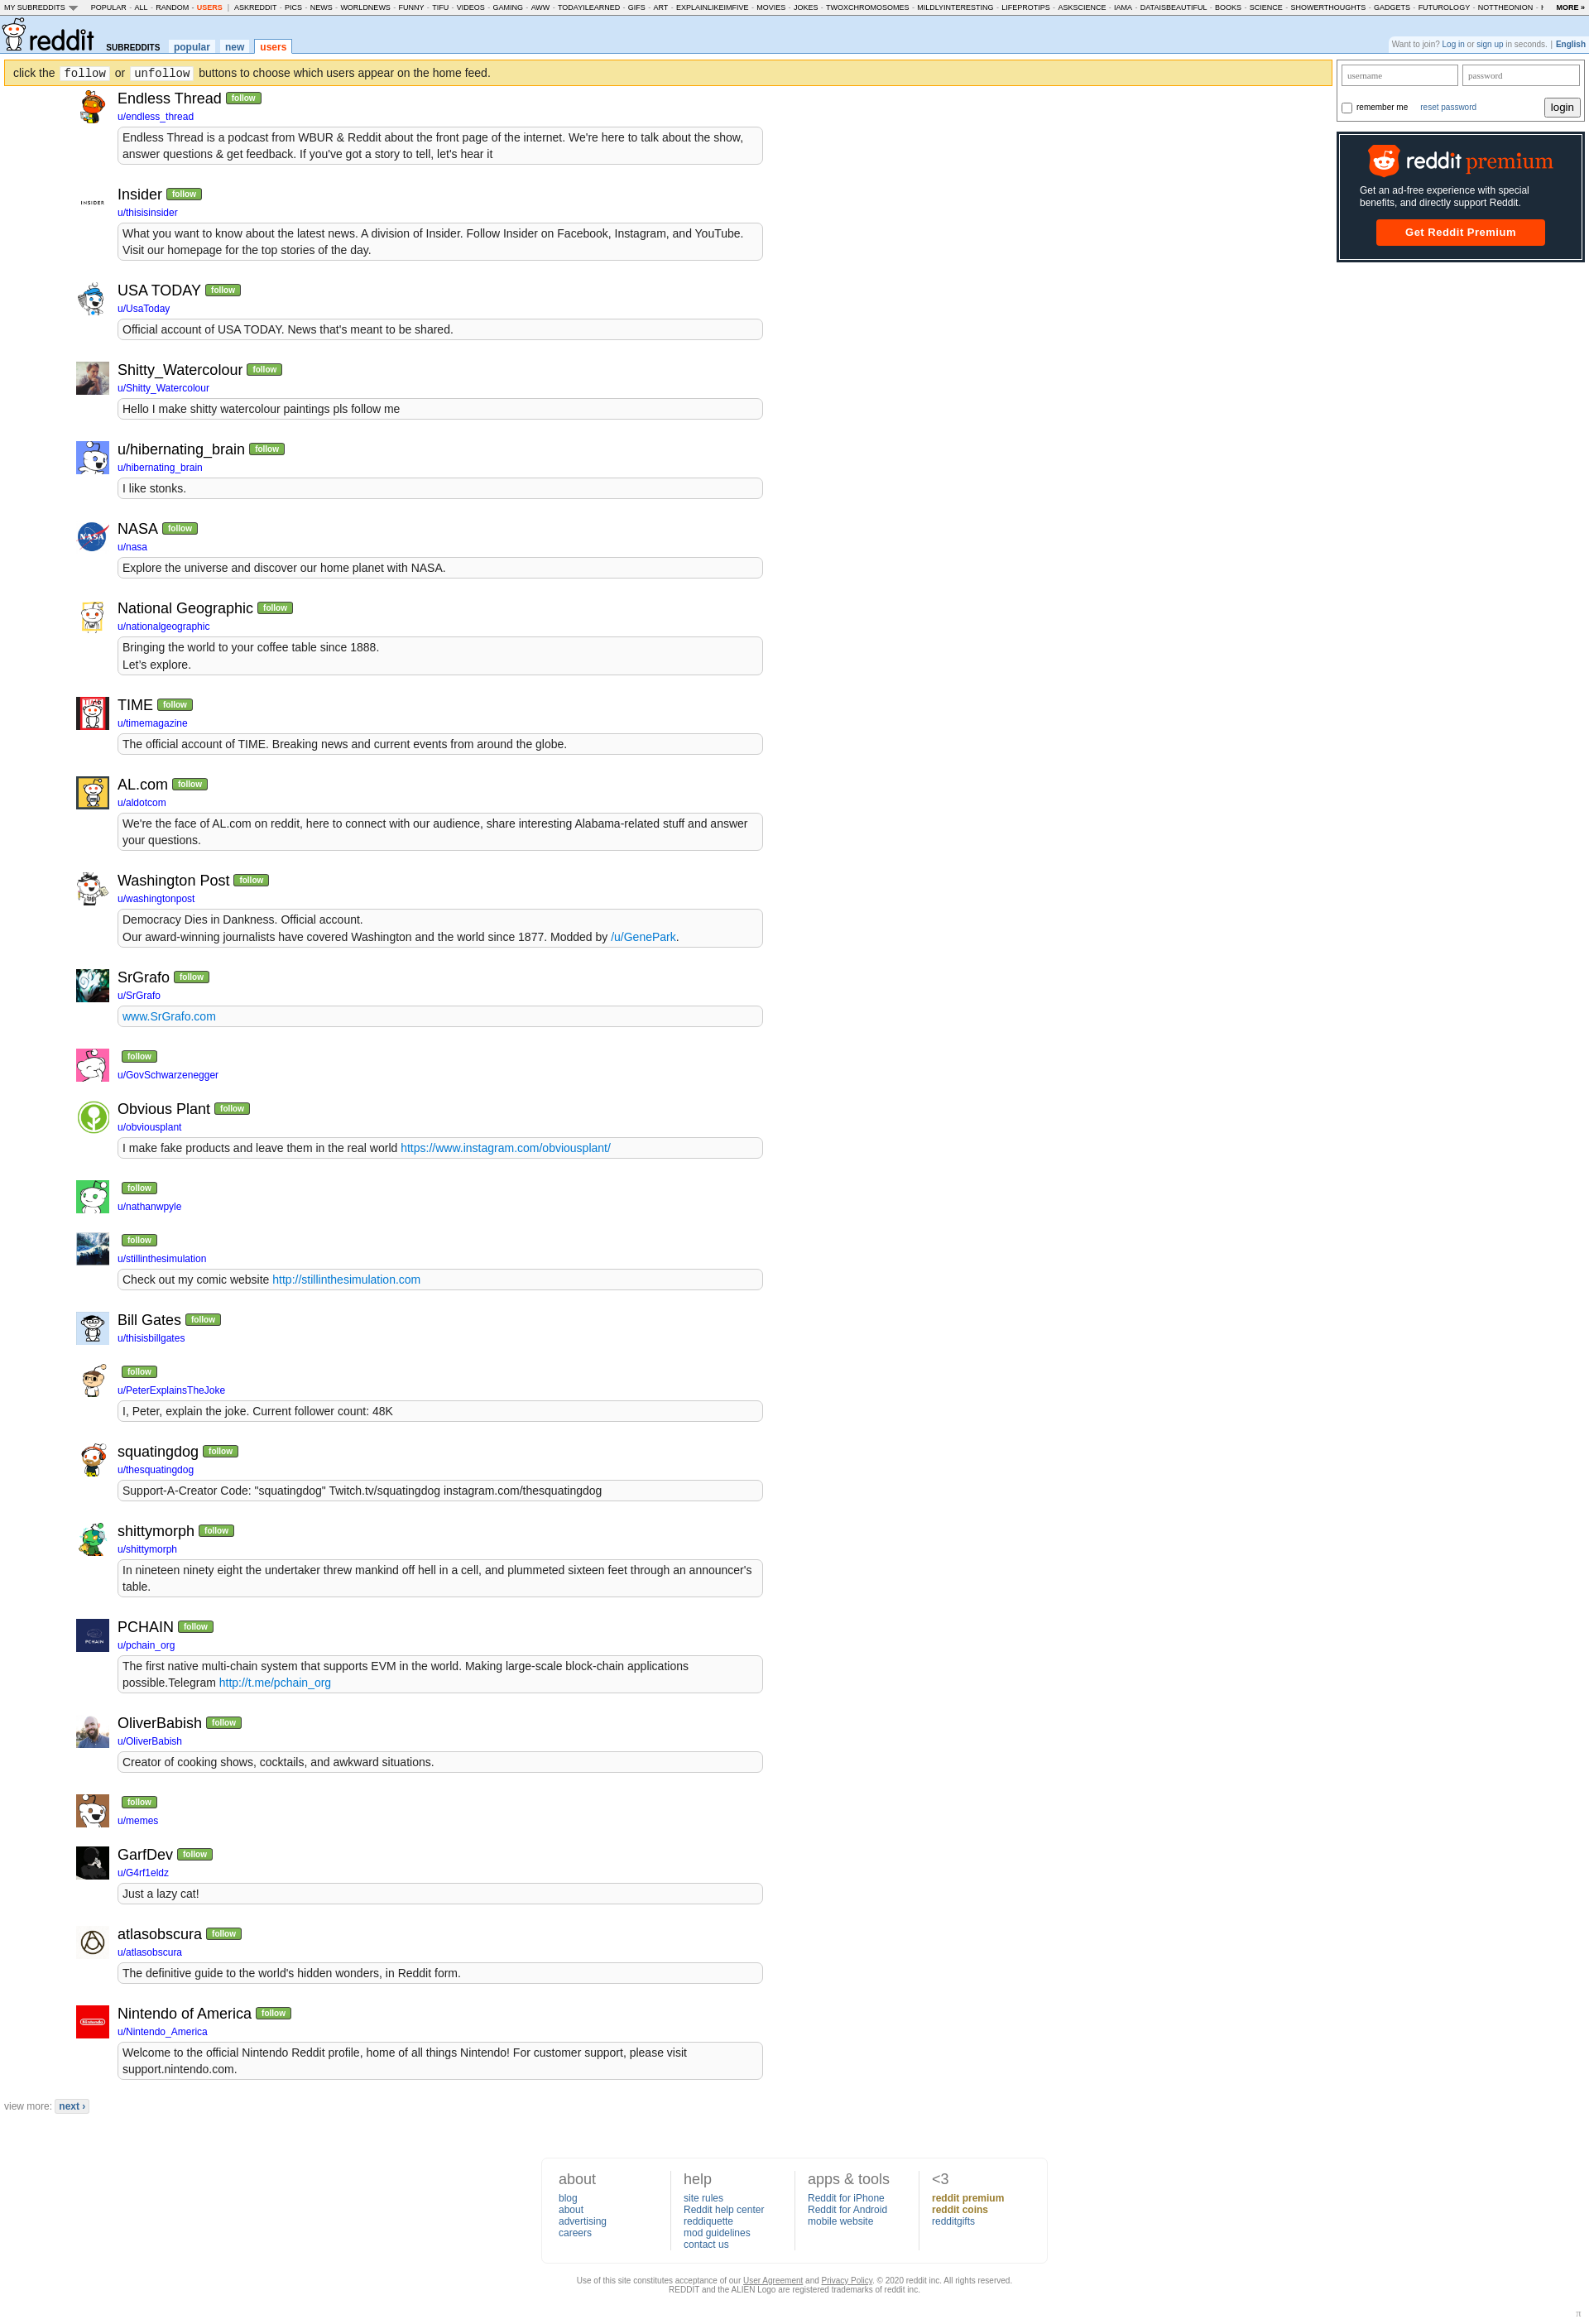 MY SUBREDDITS POPULAR - ALL - RANDOM - USERS | ASKREDDIT - PICS - NEWS - WORLDNEWS - FUNNY - TIFU - VIDEOS - GAMING - AWW - TODAYILEARNED - GIFS - ART - EXPLAINLIKEIMFIVE - MOVIES - JOKES - TWOXCHROMOSOMES - MILDLYINTERESTING - LIFEPROTIPS - ASKSCIENCE - IAMA - DATAISBEAUTIFUL - BOOKS - SCIENCE - SHOWERTHOUGHTS - GADGETS - FUTUROLOGY - NOTTHEONION - MORE »
reddit SUBREDDITS popular new users
Want to join? Log in or sign up in seconds. | English
click the follow or unfollow buttons to choose which users appear on the home feed.
username password
remember me reset password login
reddit premium
Get an ad-free experience with special
benefits, and directly support Reddit.
Get Reddit Premium
Endless Thread follow
u/endless_thread
Endless Thread is a podcast from WBUR & Reddit about the front page of the internet. We're here to talk about the show,
answer questions & get feedback. If you've got a story to tell, let's hear it
INSIDER
Insider follow
u/thisisinsider
What you want to know about the latest news. A division of Insider. Follow Insider on Facebook, Instagram, and YouTube.
Visit our homepage for the top stories of the day.
USA TODAY follow
u/UsaToday
Official account of USA TODAY. News that's meant to be shared.
Shitty_Watercolour follow
u/Shitty_Watercolour
Hello I make shitty watercolour paintings pls follow me
u/hibernating_brain follow
u/hibernating_brain
I like stonks.
NASA
NASA follow
u/nasa
Explore the universe and discover our home planet with NASA.
National Geographic follow
u/nationalgeographic
Bringing the world to your coffee table since 1888.
Let's explore.
TIME follow
u/timemagazine
The official account of TIME. Breaking news and current events from around the globe.
AL.com follow
u/aldotcom
We're the face of AL.com on reddit, here to connect with our audience, share interesting Alabama-related stuff and answer
your questions.
Washington Post follow
u/washingtonpost
Democracy Dies in Dankness. Official account.
Our award-winning journalists have covered Washington and the world since 1877. Modded by /u/GenePark.
SrGrafo follow
u/SrGrafo
www.SrGrafo.com
follow
u/GovSchwarzenegger
Obvious Plant follow
u/obviousplant
I make fake products and leave them in the real world https://www.instagram.com/obviousplant/
follow
u/nathanwpyle
follow
u/stillinthesimulation
Check out my comic website http://stillinthesimulation.com
Bill Gates follow
u/thisisbillgates
follow
u/PeterExplainsTheJoke
I, Peter, explain the joke. Current follower count: 48K
squatingdog follow
u/thesquatingdog
Support-A-Creator Code: "squatingdog" Twitch.tv/squatingdog instagram.com/thesquatingdog
shittymorph follow
u/shittymorph
In nineteen ninety eight the undertaker threw mankind off hell in a cell, and plummeted sixteen feet through an announcer's
table.
PCHAIN
PCHAIN follow
u/pchain_org
The first native multi-chain system that supports EVM in the world. Making large-scale block-chain applications
possible.Telegram http://t.me/pchain_org
OliverBabish follow
u/OliverBabish
Creator of cooking shows, cocktails, and awkward situations.
follow
u/memes
GarfDev follow
u/G4rf1eldz
Just a lazy cat!
atlasobscura follow
u/atlasobscura
The definitive guide to the world's hidden wonders, in Reddit form.
Nintendo
Nintendo of America follow
u/Nintendo_America
Welcome to the official Nintendo Reddit profile, home of all things Nintendo! For customer support, please visit
support.nintendo.com.
view more: next ›
about
blog
about
advertising
careers
help
site rules
Reddit help center
reddiquette
mod guidelines
contact us
apps & tools
Reddit for iPhone
Reddit for Android
mobile website
<3
reddit premium
reddit coins
redditgifts
Use of this site constitutes acceptance of our User Agreement and Privacy Policy. © 2020 reddit inc. All rights reserved.
REDDIT and the ALIEN Logo are registered trademarks of reddit inc.
π